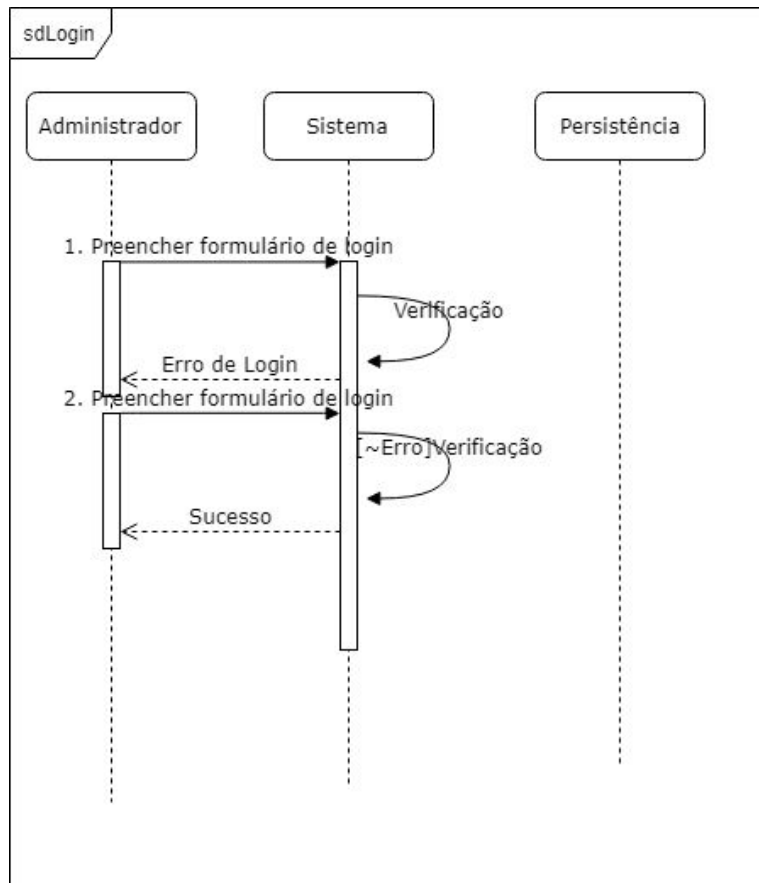 sdLogin
Administrador
Sistema
Persistência
1. Preencher formulário de login
Verificação
Erro de Login
2. Preencher formulário de login
[~Erro]Verificação
Sucesso